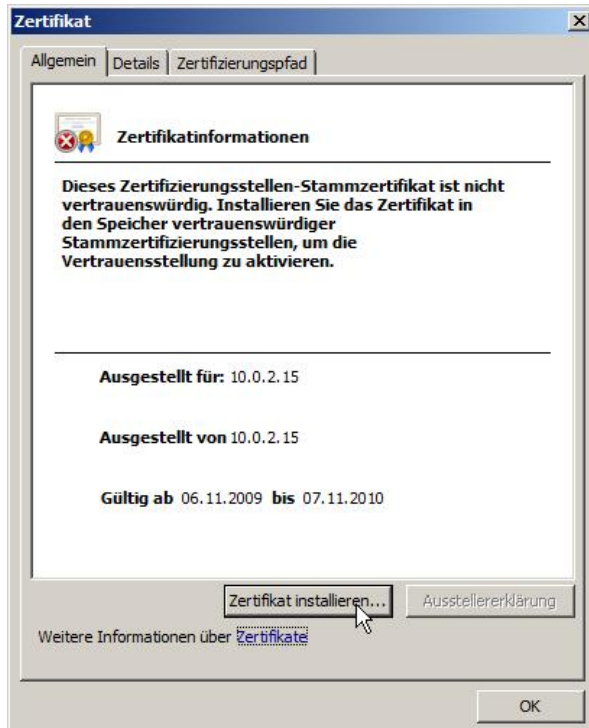 Zertifikat
Allgemein Details Zertifizierungspfad
Zertifikatinformationen
Dieses Zertifizierungsstellen-Stammzertifikat ist nicht
vertrauenswürdig. Installieren Sie das Zertifikat in
den Speicher vertrauenswürdiger
Stammzertifizierungsstellen, um die
Vertrauensstellung zu aktivieren.
Ausgestellt für: 10.0.2.15
Ausgestellt von 10.0.2.15
Gültig ab 06.11.2009 bis 07.11.2010
Zertifikat installieren... Ausstellererklärung
Weitere Informationen über Zertifikate
OK